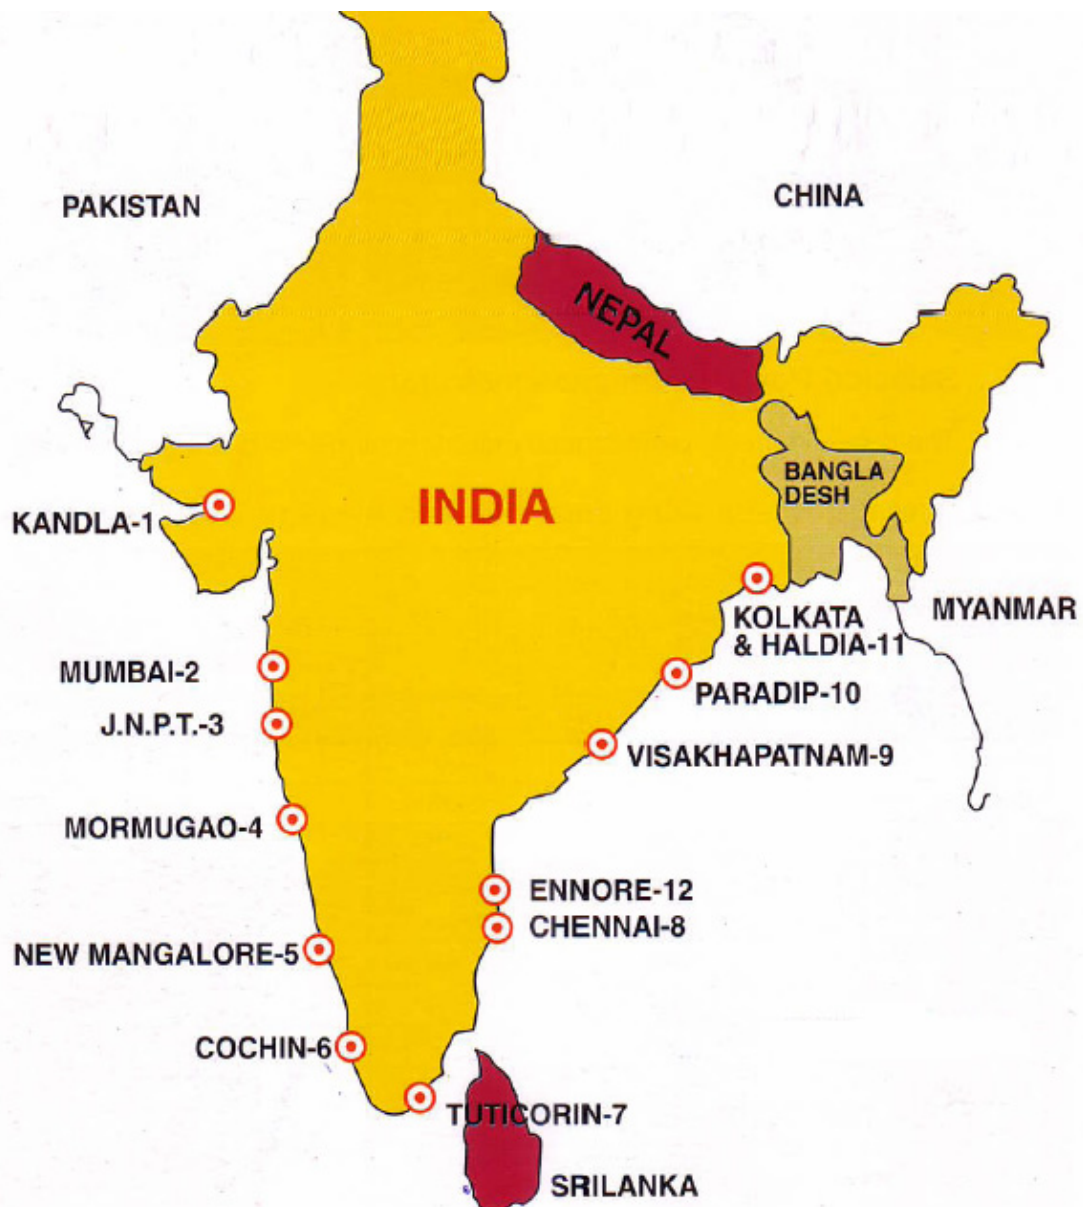 PAKISTAN
CHINA
NEPAL
BANGLA
DESH
INDIA
KANDLA-1
MYANMAR
KOLKATA
& HALDIA-11
MUMBAI-2
PARADIP-10
J.N.P.T.-3
VISAKHAPATNAM-9
MORMUGAO-4
ENNORE-12
CHENNAI-8
NEW MANGALORE-5
COCHIN-6
TUTICORIN-7
SRILANKA